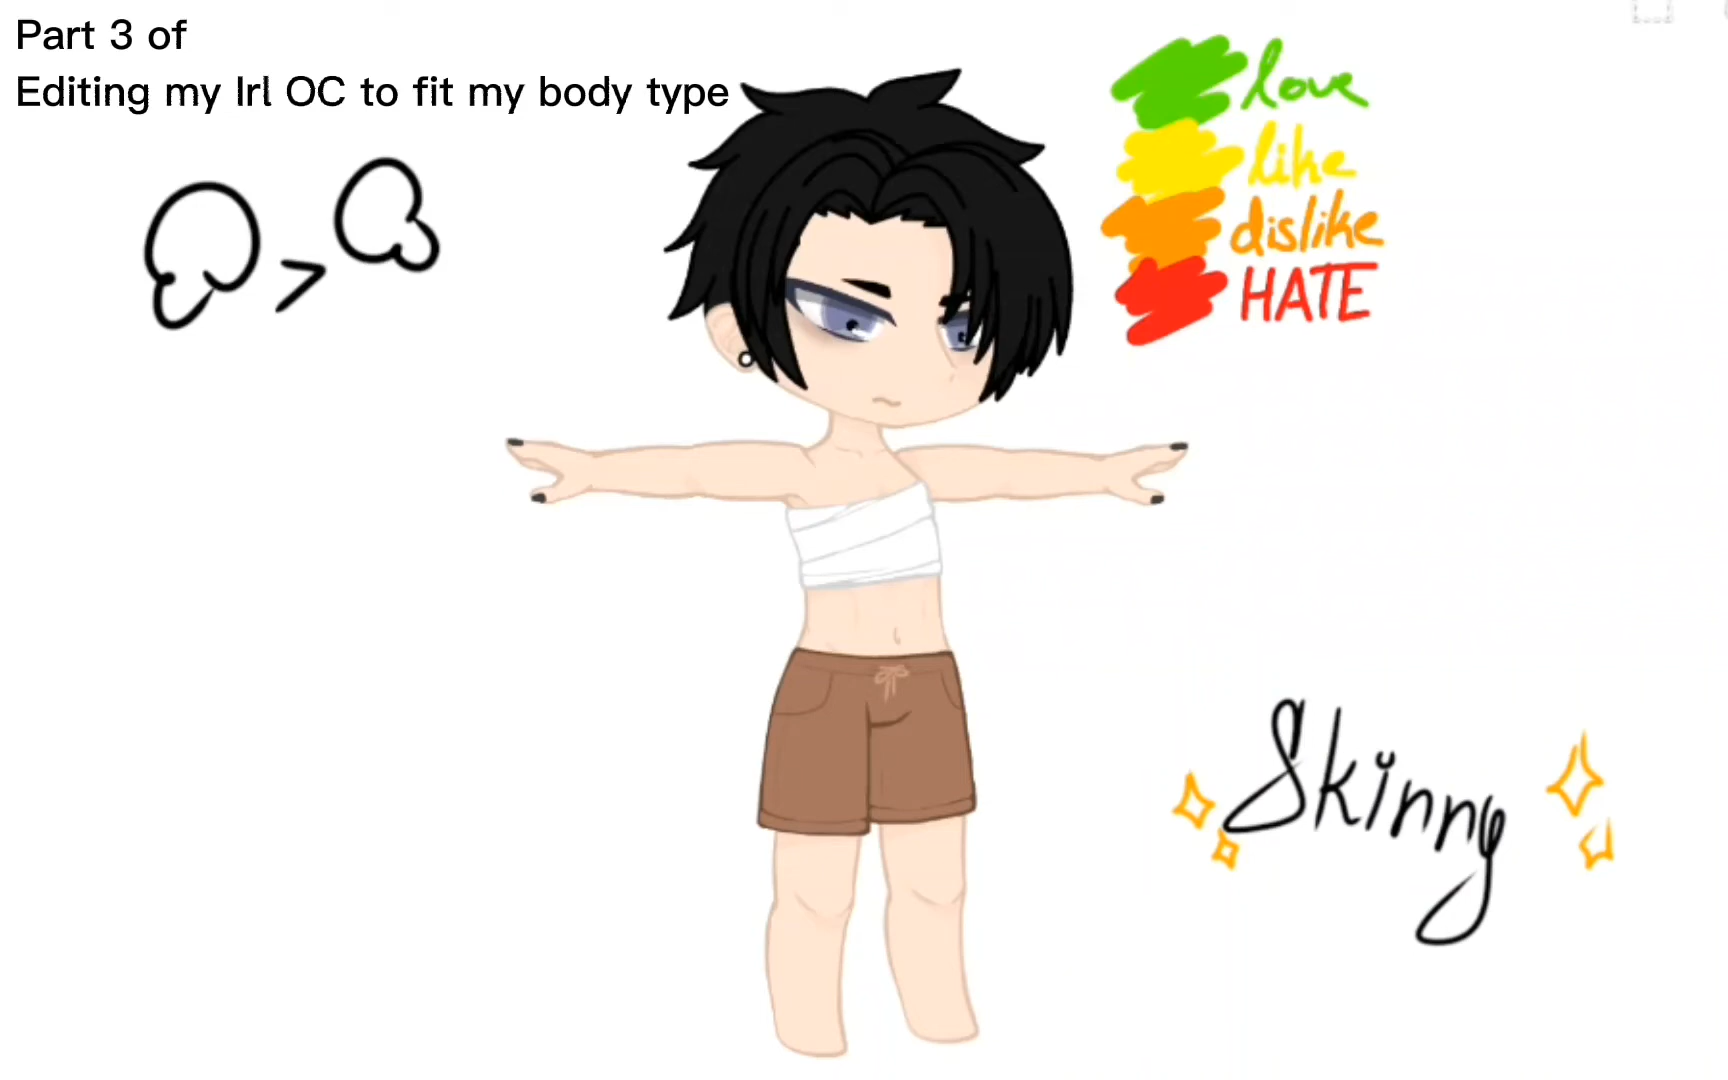 Part 3 of
Editing my Irl OC to fit my body type
>
love
like
dislike
HATE
Skinny